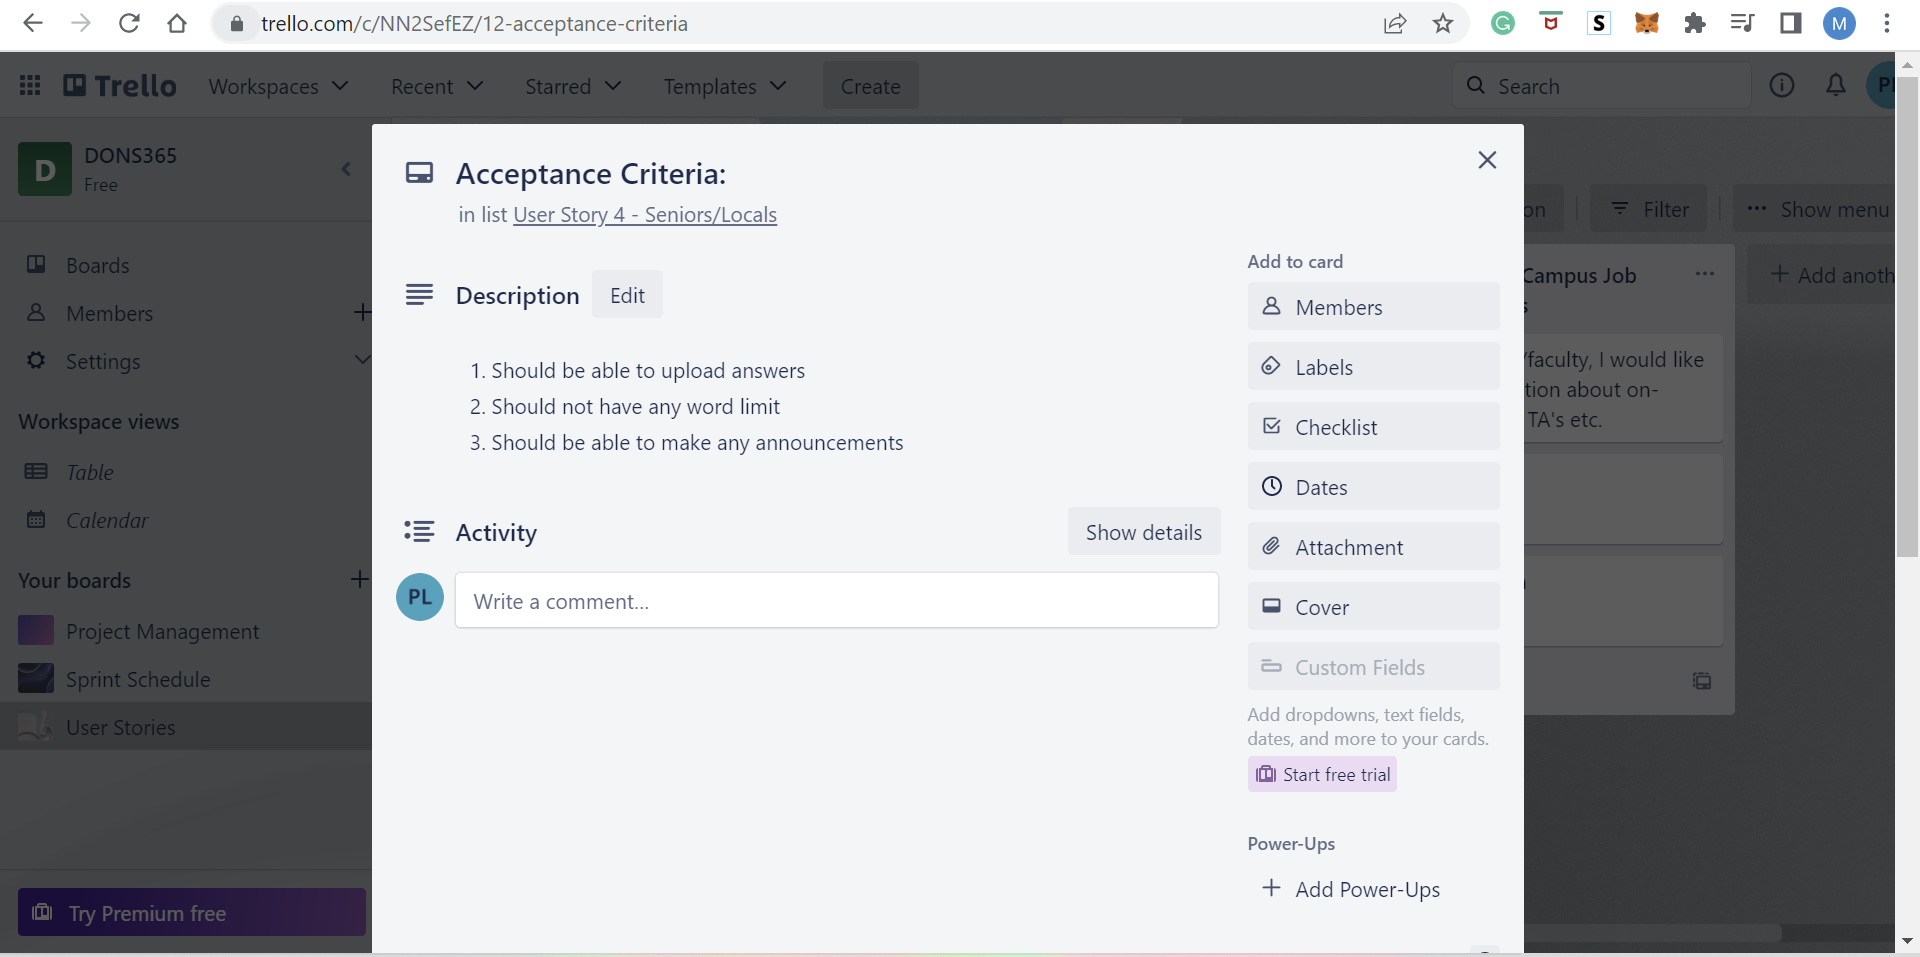 trello.com/c/NN2SefEZ/12-acceptance-criteria
M
Trello
Workspaces
Recent
Starred
Templates
Create
Search
D
DONS365
Free
Boards
Members
Settings
Workspace views
Table
Calendar
Your boards
Project Management
Sprint Schedule
User Stories
Try Premium free
Acceptance Criteria:
in list User Story 4 - Seniors/Locals
Description
Edit
1. Should be able to upload answers
2. Should not have any word limit
3. Should be able to make any announcements
Activity
Show details
PL
Write a comment...
Add to card
Members
Labels
Checklist
Dates
Attachment
Cover
Custom Fields
Add dropdowns, text fields,
dates, and more to your cards.
Start free trial
Power-Ups
Add Power-Ups
Filter
Show menu
Campus Job
/faculty, I would like
tion about on-
TA's etc.
Add anoth